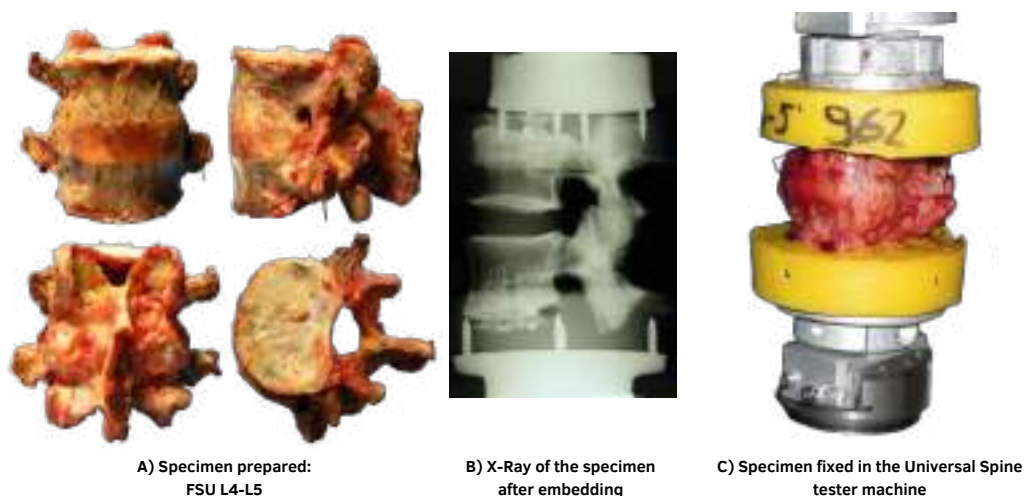 -5 962
A) Specimen prepared:
FSU L4-L5
B) X-Ray of the specimen
after embedding
C) Specimen fixed in the Universal Spine
tester machine